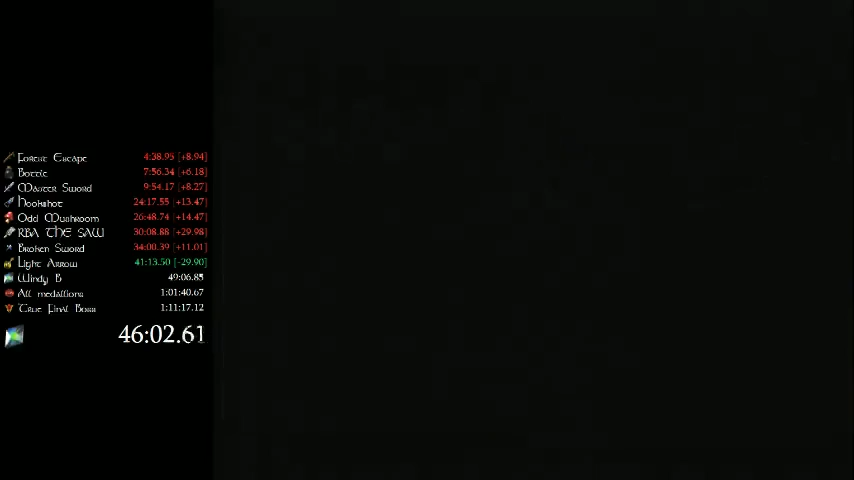 Forest Escape 4:38.95 [+8.94]
Bottle 7:56.34 [+6.18]
Master Sword 9:54.17 [+8.27]
Hookshot 24:17.55 [+13.47]
Odd Mushroom 26:48.74 [+14.47]
RBA THE SAW 30:08.88 [+29.98]
Broken Sword 34:00.39 [+11.01]
Light Arrow 41:13.50 [-29.90]
Windy B 49:06.85
All medallions 1:01:40.67
True Final Boss 1:11:17.12
46:02.61